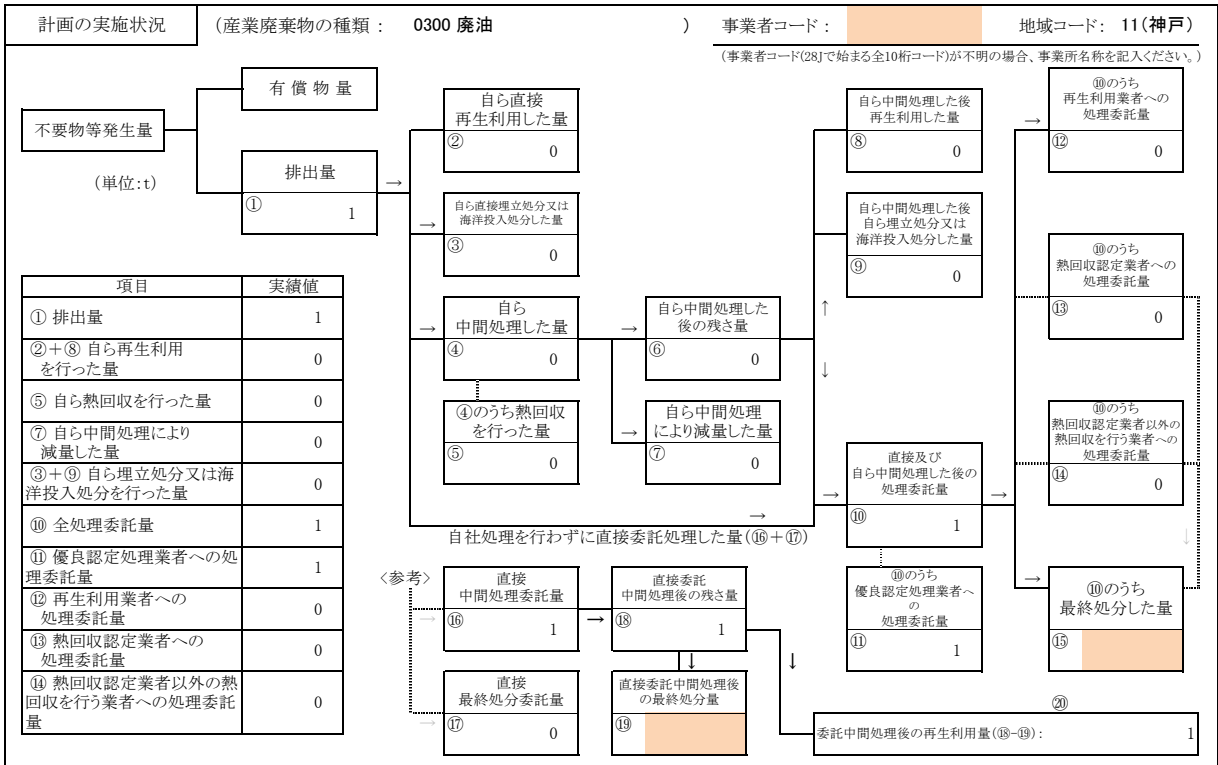 計画の実施状況
(産業廃棄物の種類： 0300 廃油 )
事業者コード：
地域コード： 11(神戸)
(事業者コード(28Jで始まる全10桁コード)が不明の場合、事業所名称を記入ください。)
不要物等発生量
(単位:t)
有償物量
排出量
① 1
→
自ら直接
再生利用した量
② 0
→
自ら直接埋立処分又は
海洋投入処分した量
③ 0
→
自ら
中間処理した量
④ 0
④のうち熱回収
を行った量
⑤ 0
→
自ら中間処理した
後の残さ量
⑥ 0
→
自ら中間処理
により減量した量
⑦ 0
自ら中間処理した後
再生利用した量
⑧ 0
自ら中間処理した後
自ら埋立処分又は
海洋投入処分した量
⑨ 0
↑
↓
→
直接及び
自ら中間処理した後の
処理委託量
⑩ 1
→
⑩のうち
優良認定処理業者へ
の
処理委託量
⑪ 1
→
⑩のうち
再生利用業者への
処理委託量
⑫ 0
⑩のうち
熱回収認定業者への
処理委託量
⑬ 0
⑩のうち
熱回収認定業者以外の
熱回収を行う業者への
処理委託量
⑭ 0
↓
→
⑩のうち
最終処分した量
⑮
項目 実績値
① 排出量 1
②＋⑧ 自ら再生利用
を行った量 0
⑤ 自ら熱回収を行った量 0
⑦ 自ら中間処理により
減量した量 0
③＋⑨ 自ら埋立処分又は海
洋投入処分を行った量 0
⑩ 全処理委託量 1
⑪ 優良認定処理業者への処
理委託量 1
⑫ 再生利用業者への
処理委託量 0
⑬ 熱回収認定業者への
処理委託量 0
⑭ 熱回収認定業者以外の熱
回収を行う業者への処理委託
量 0
→
自社処理を行わずに直接委託処理した量(⑯＋⑰)
〈参考〉
→
直接
中間処理委託量
⑯ 1
→
直接委託
中間処理後の残さ量
⑱ 1
↓
↓
→
直接
最終処分委託量
⑰ 0
直接委託中間処理後
の最終処分量
⑲
⑳
委託中間処理後の再生利用量(⑱-⑲)： 1